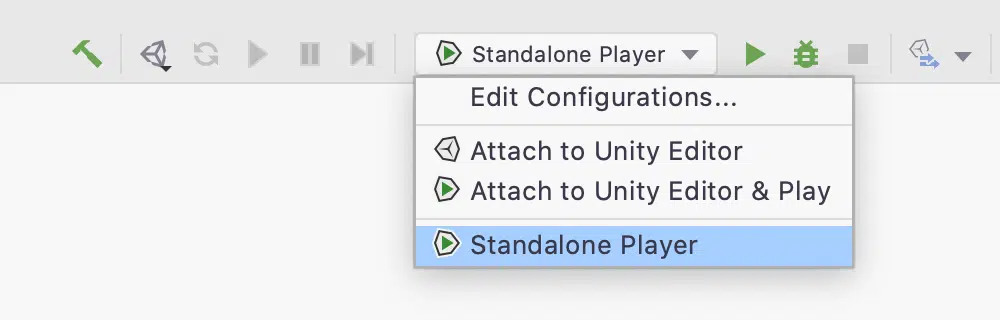 Standalone Player
Edit Configurations...
Attach to Unity Editor
Attach to Unity Editor & Play
Standalone Player